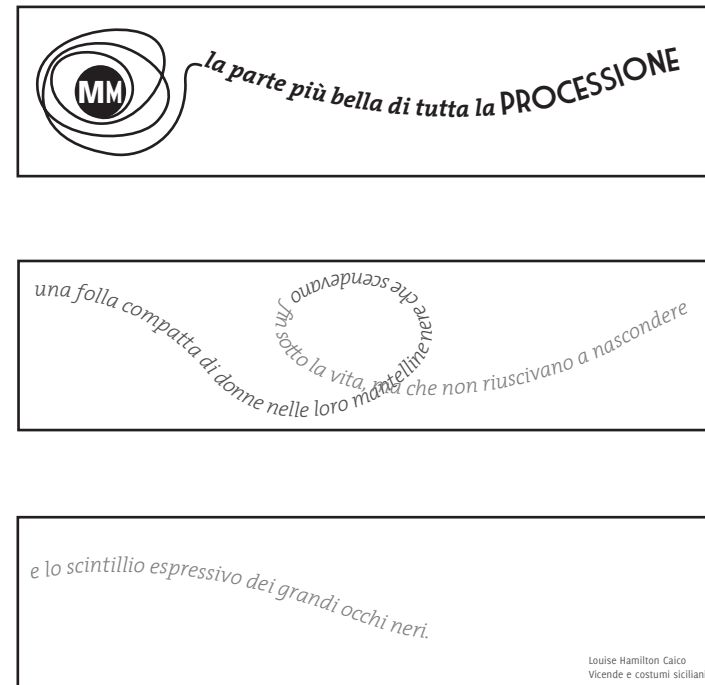 MM
la parte più bella di tutta la PROCESSIONE
una folla compatta di donne nelle loro mantelline nere che scendevano fin sotto la vita, ma che non riuscivano a nascondere
e lo scintillio espressivo dei grandi occhi neri.
Louise Hamilton Caico
Vicende e costumi siciliani